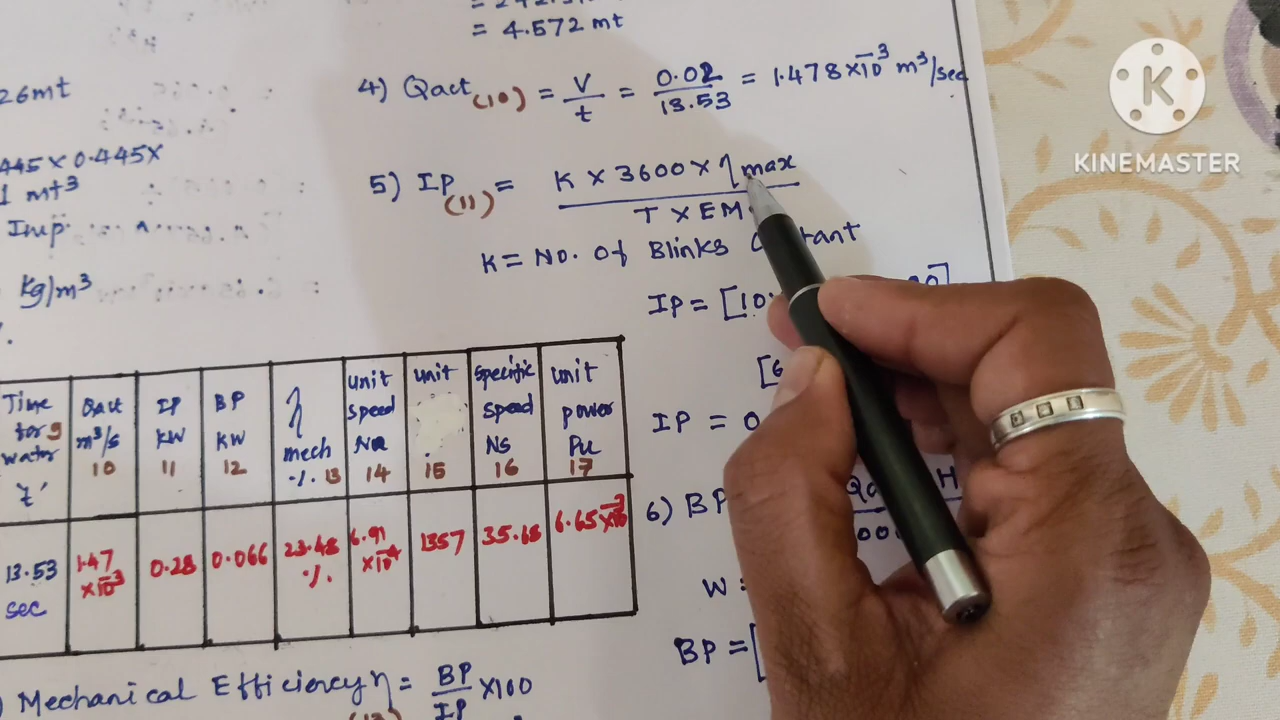 = 4.572 mt
26mt
4) Qact (10) = V/t = 0.02/13.53 = 1.478×10⁻³ m³/sec
445 × 0.445×
1 mt³
Imp.
kg/m³
5) IP (11) = K × 3600 × η max
T × EM
K = No. of Blinks
IP = [10.
[6
IP = 0
6) BP
W =
BP = [
KINEMASTER
Time for water 't' | Qact m³/s 10 | IP KW 11 | BP KW 12 | η mech ./. 13 | Unit Speed 14 | Unit 15 | Specific Speed Ns 16 | Unit power Pu 17
13.53 sec | 1.47 ×10⁻³ | 0.28 | 0.066 | 23.48 ./. | 6.91 | 1357 | 35.18 | 6.65×10⁻³
) Mechanical Efficiency η = BP/IP ×100